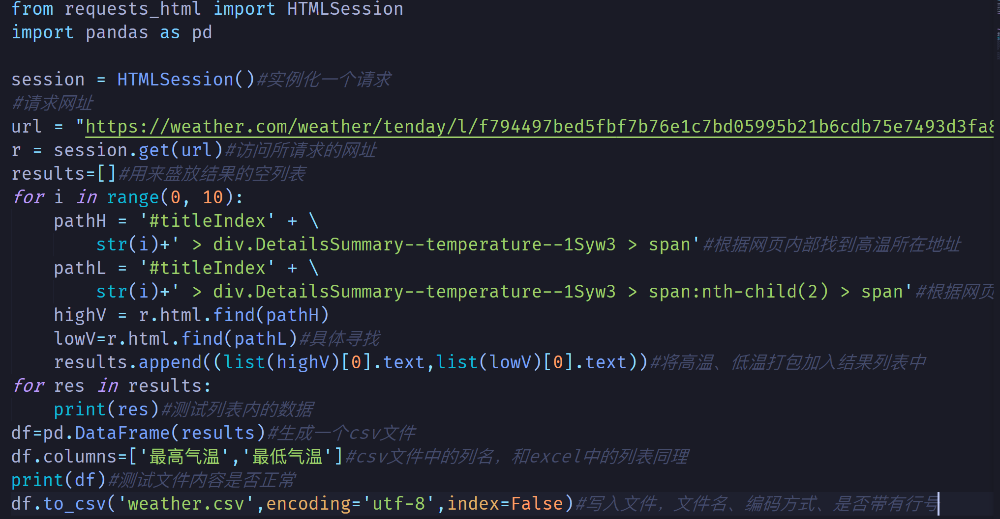 from requests_html import HTMLSession
import pandas as pd
session = HTMLSession()#实例化一个请求
#请求网址
url = "https://weather.com/weather/tenday/l/f794497bed5fbf7b76e1c7bd05995b21b6cdb75e7493d3fa8
r = session.get(url)#访问所请求的网址
results=[]#用来盛放结果的空列表
for i in range(0, 10):
    pathH = '#titleIndex' + \
        str(i)+' > div.DetailsSummary--temperature--1Syw3 > span'#根据网页内部找到高温所在地址
    pathL = '#titleIndex' + \
        str(i)+' > div.DetailsSummary--temperature--1Syw3 > span:nth-child(2) > span'#根据网页
    highV = r.html.find(pathH)
    lowV=r.html.find(pathL)#具体寻找
    results.append((list(highV)[0].text,list(lowV)[0].text))#将高温、低温打包加入结果列表中
for res in results:
    print(res)#测试列表内的数据
df=pd.DataFrame(results)#生成一个csv文件
df.columns=['最高气温','最低气温']#csv文件中的列名，和excel中的列表同理
print(df)#测试文件内容是否正常
df.to_csv('weather.csv',encoding='utf-8',index=False)#写入文件，文件名、编码方式、是否带有行号